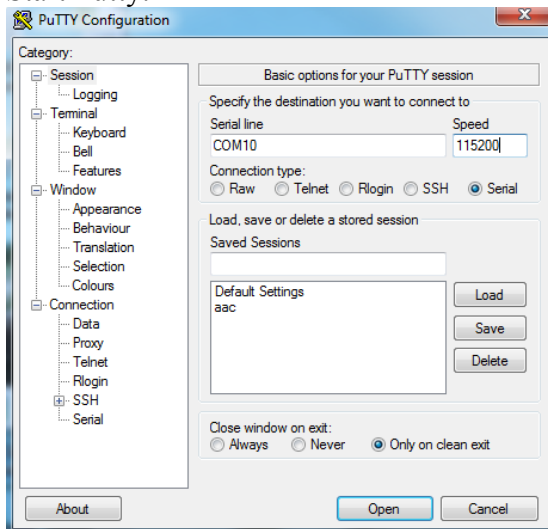 PuTTY Configuration
Category:
Session
Logging
Terminal
Keyboard
Bell
Features
Window
Appearance
Behaviour
Translation
Selection
Colours
Connection
Data
Proxy
Telnet
Rlogin
SSH
Serial
Basic options for your PuTTY session
Specify the destination you want to connect to
Serial line Speed
COM10 115200
Connection type:
Raw Telnet Rlogin SSH Serial
Load, save or delete a stored session
Saved Sessions
Default Settings
aac
Load
Save
Delete
Close window on exit:
Always Never Only on clean exit
About Open Cancel